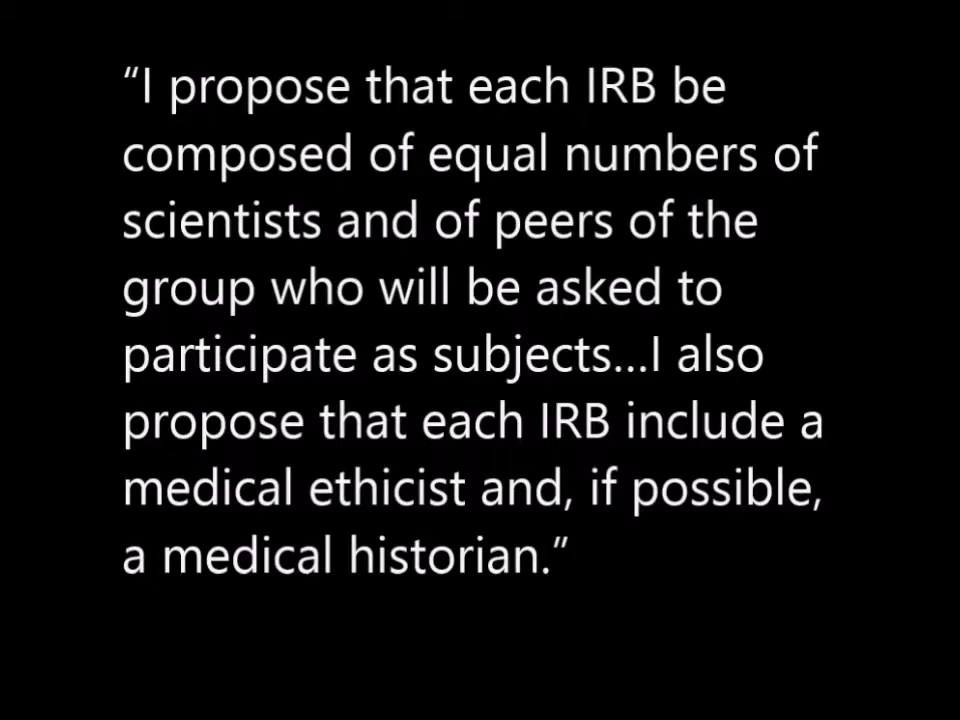 “I propose that each IRB be
composed of equal numbers of
scientists and of peers of the
group who will be asked to
participate as subjects…I also
propose that each IRB include a
medical ethicist and, if possible,
a medical historian.”